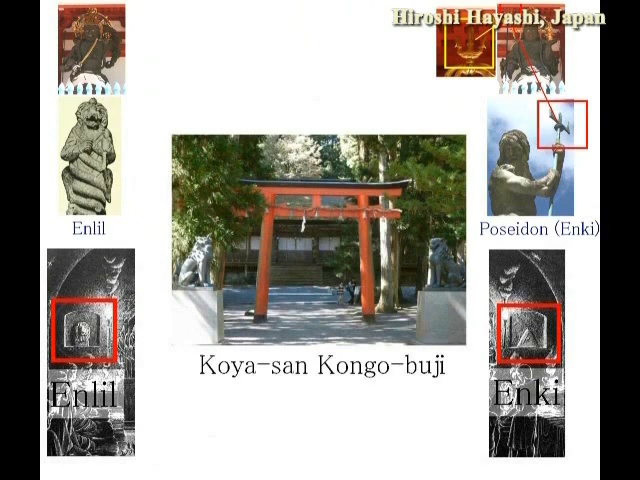 Hiroshi Hayashi, Japan
Enlil
Poseidon (Enki)
Koya-san Kongo-buji
Enlil
Enki